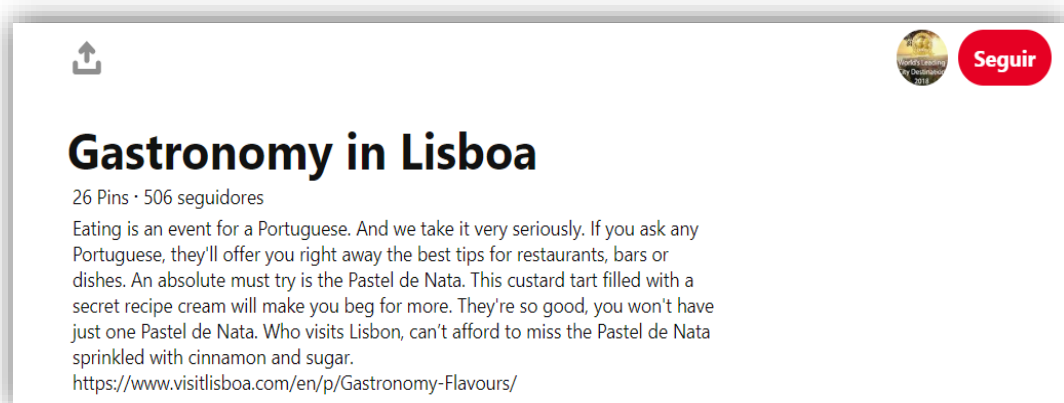 World's Leading
City Destination
2018
Seguir
Gastronomy in Lisboa
26 Pins · 506 seguidores
Eating is an event for a Portuguese. And we take it very seriously. If you ask any
Portuguese, they'll offer you right away the best tips for restaurants, bars or
dishes. An absolute must try is the Pastel de Nata. This custard tart filled with a
secret recipe cream will make you beg for more. They're so good, you won't have
just one Pastel de Nata. Who visits Lisbon, can’t afford to miss the Pastel de Nata
sprinkled with cinnamon and sugar.
https://www.visitlisboa.com/en/p/Gastronomy-Flavours/